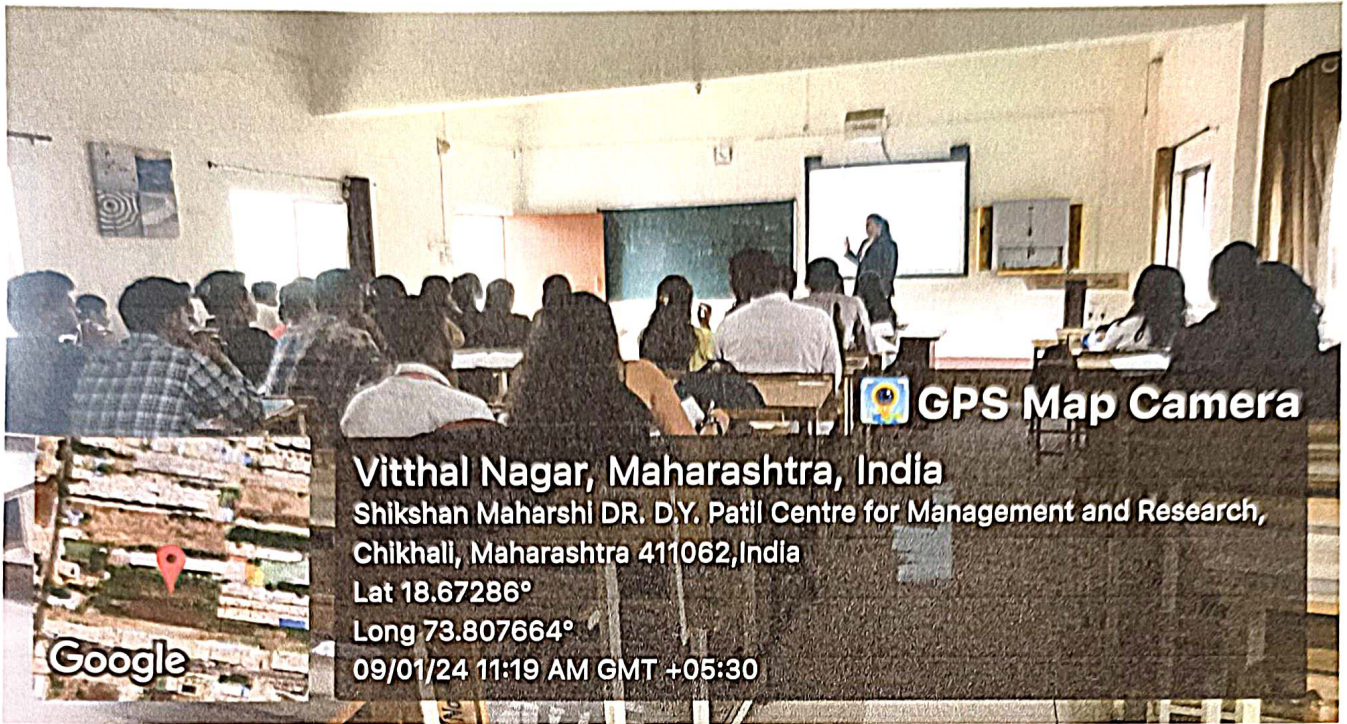 GPS Map Camera
Vitthal Nagar, Maharashtra, India
Shikshan Maharshi DR. D.Y. Patil Centre for Management and Research,
Chikhali, Maharashtra 411062,India
Lat 18.67286°
Long 73.807664°
09/01/24 11:19 AM GMT +05:30
Google